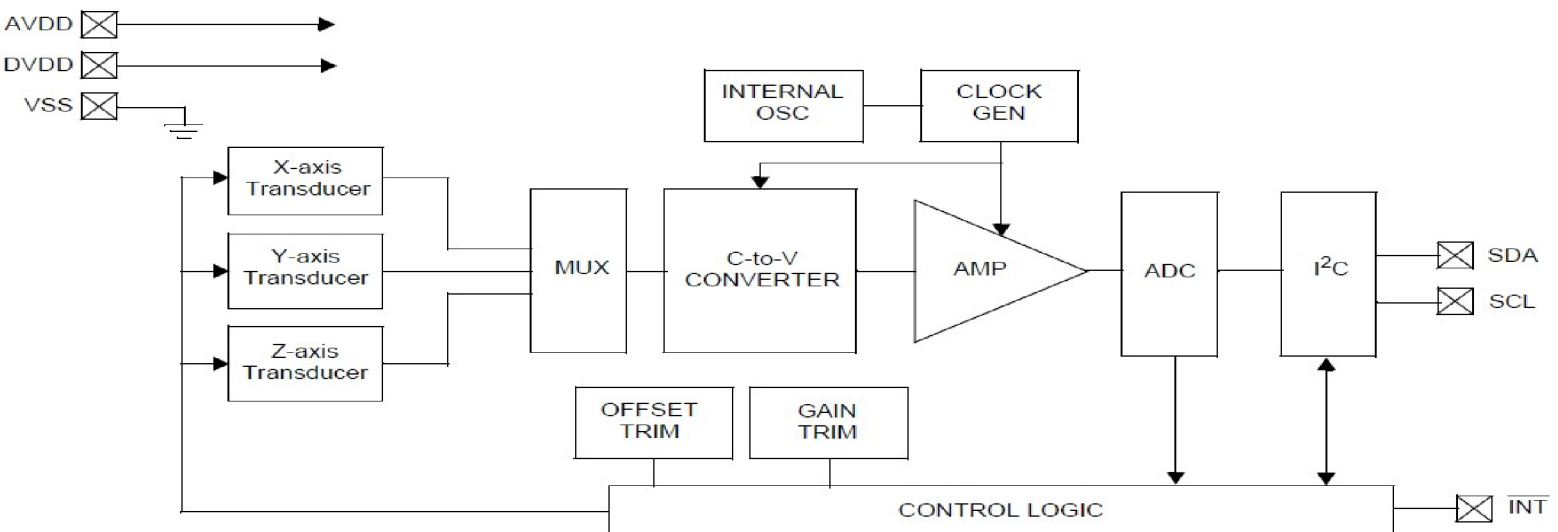 AVDD
DVDD
VSS
INTERNAL
OSC
CLOCK
GEN
X-axis
Transducer
Y-axis
Transducer
Z-axis
Transducer
MUX
C-to-V
CONVERTER
AMP
ADC
I²C
SDA
SCL
OFFSET
TRIM
GAIN
TRIM
CONTROL LOGIC
I̅N̅T̅